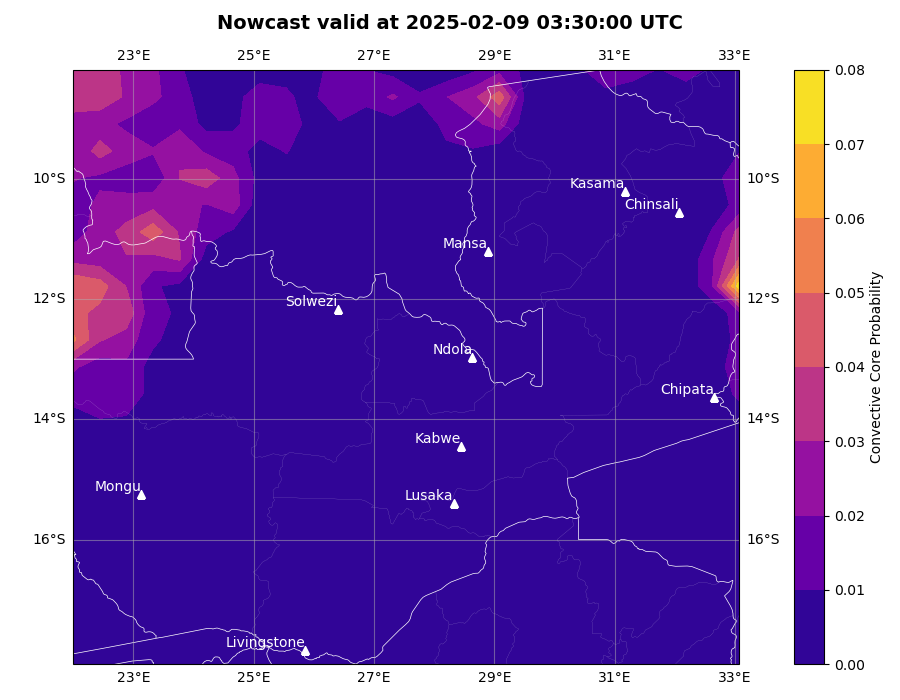 Nowcast valid at 2025-02-09 03:30:00 UTC
23°E 25°E 27°E 29°E 31°E 33°E
0.08
0.07
10°S Kasama 10°S
Chinsali
0.06
Mansa
0.05
12°S Solwezi 12°S
Ndola
0.04
Chipata
14°S 14°S
Kabwe
0.03
Mongu
Lusaka
0.02
16°S 16°S
0.01
Livingstone
0.00
23°E 25°E 27°E 29°E 31°E 33°E
Convective Core Probability